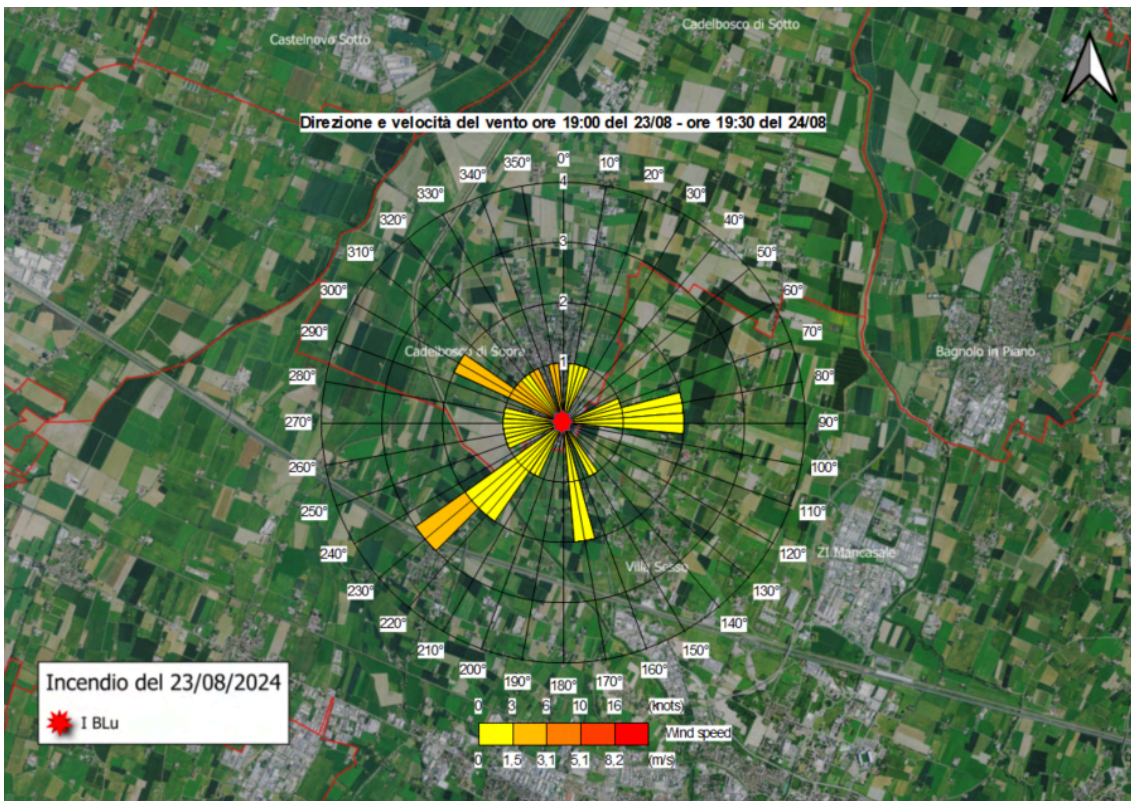 Cadelbosco di Sotto
Castelnovo Sotto
Direzione e velocità del vento ore 19:00 del 23/08 - ore 19:30 del 24/08
350° 0° 10°
340° 4 20°
330° 30°
320° 40°
3
310° 50°
300° 2 60°
290° 70°
Cadelbosco di Sopra
Bagnolo in Piano
1
280° 80°
270° 90°
260° 100°
250° 110°
240° 120°
ZI Mancasale
Villa Sesso
230° 130°
220° 140°
210° 150°
200° 160°
190° 180° 170°
Incendio del 23/08/2024
I BLu
0 3 6 10 16 (knots)
Wind speed
0 1,5 3,1 5,1 8,2 (m/s)